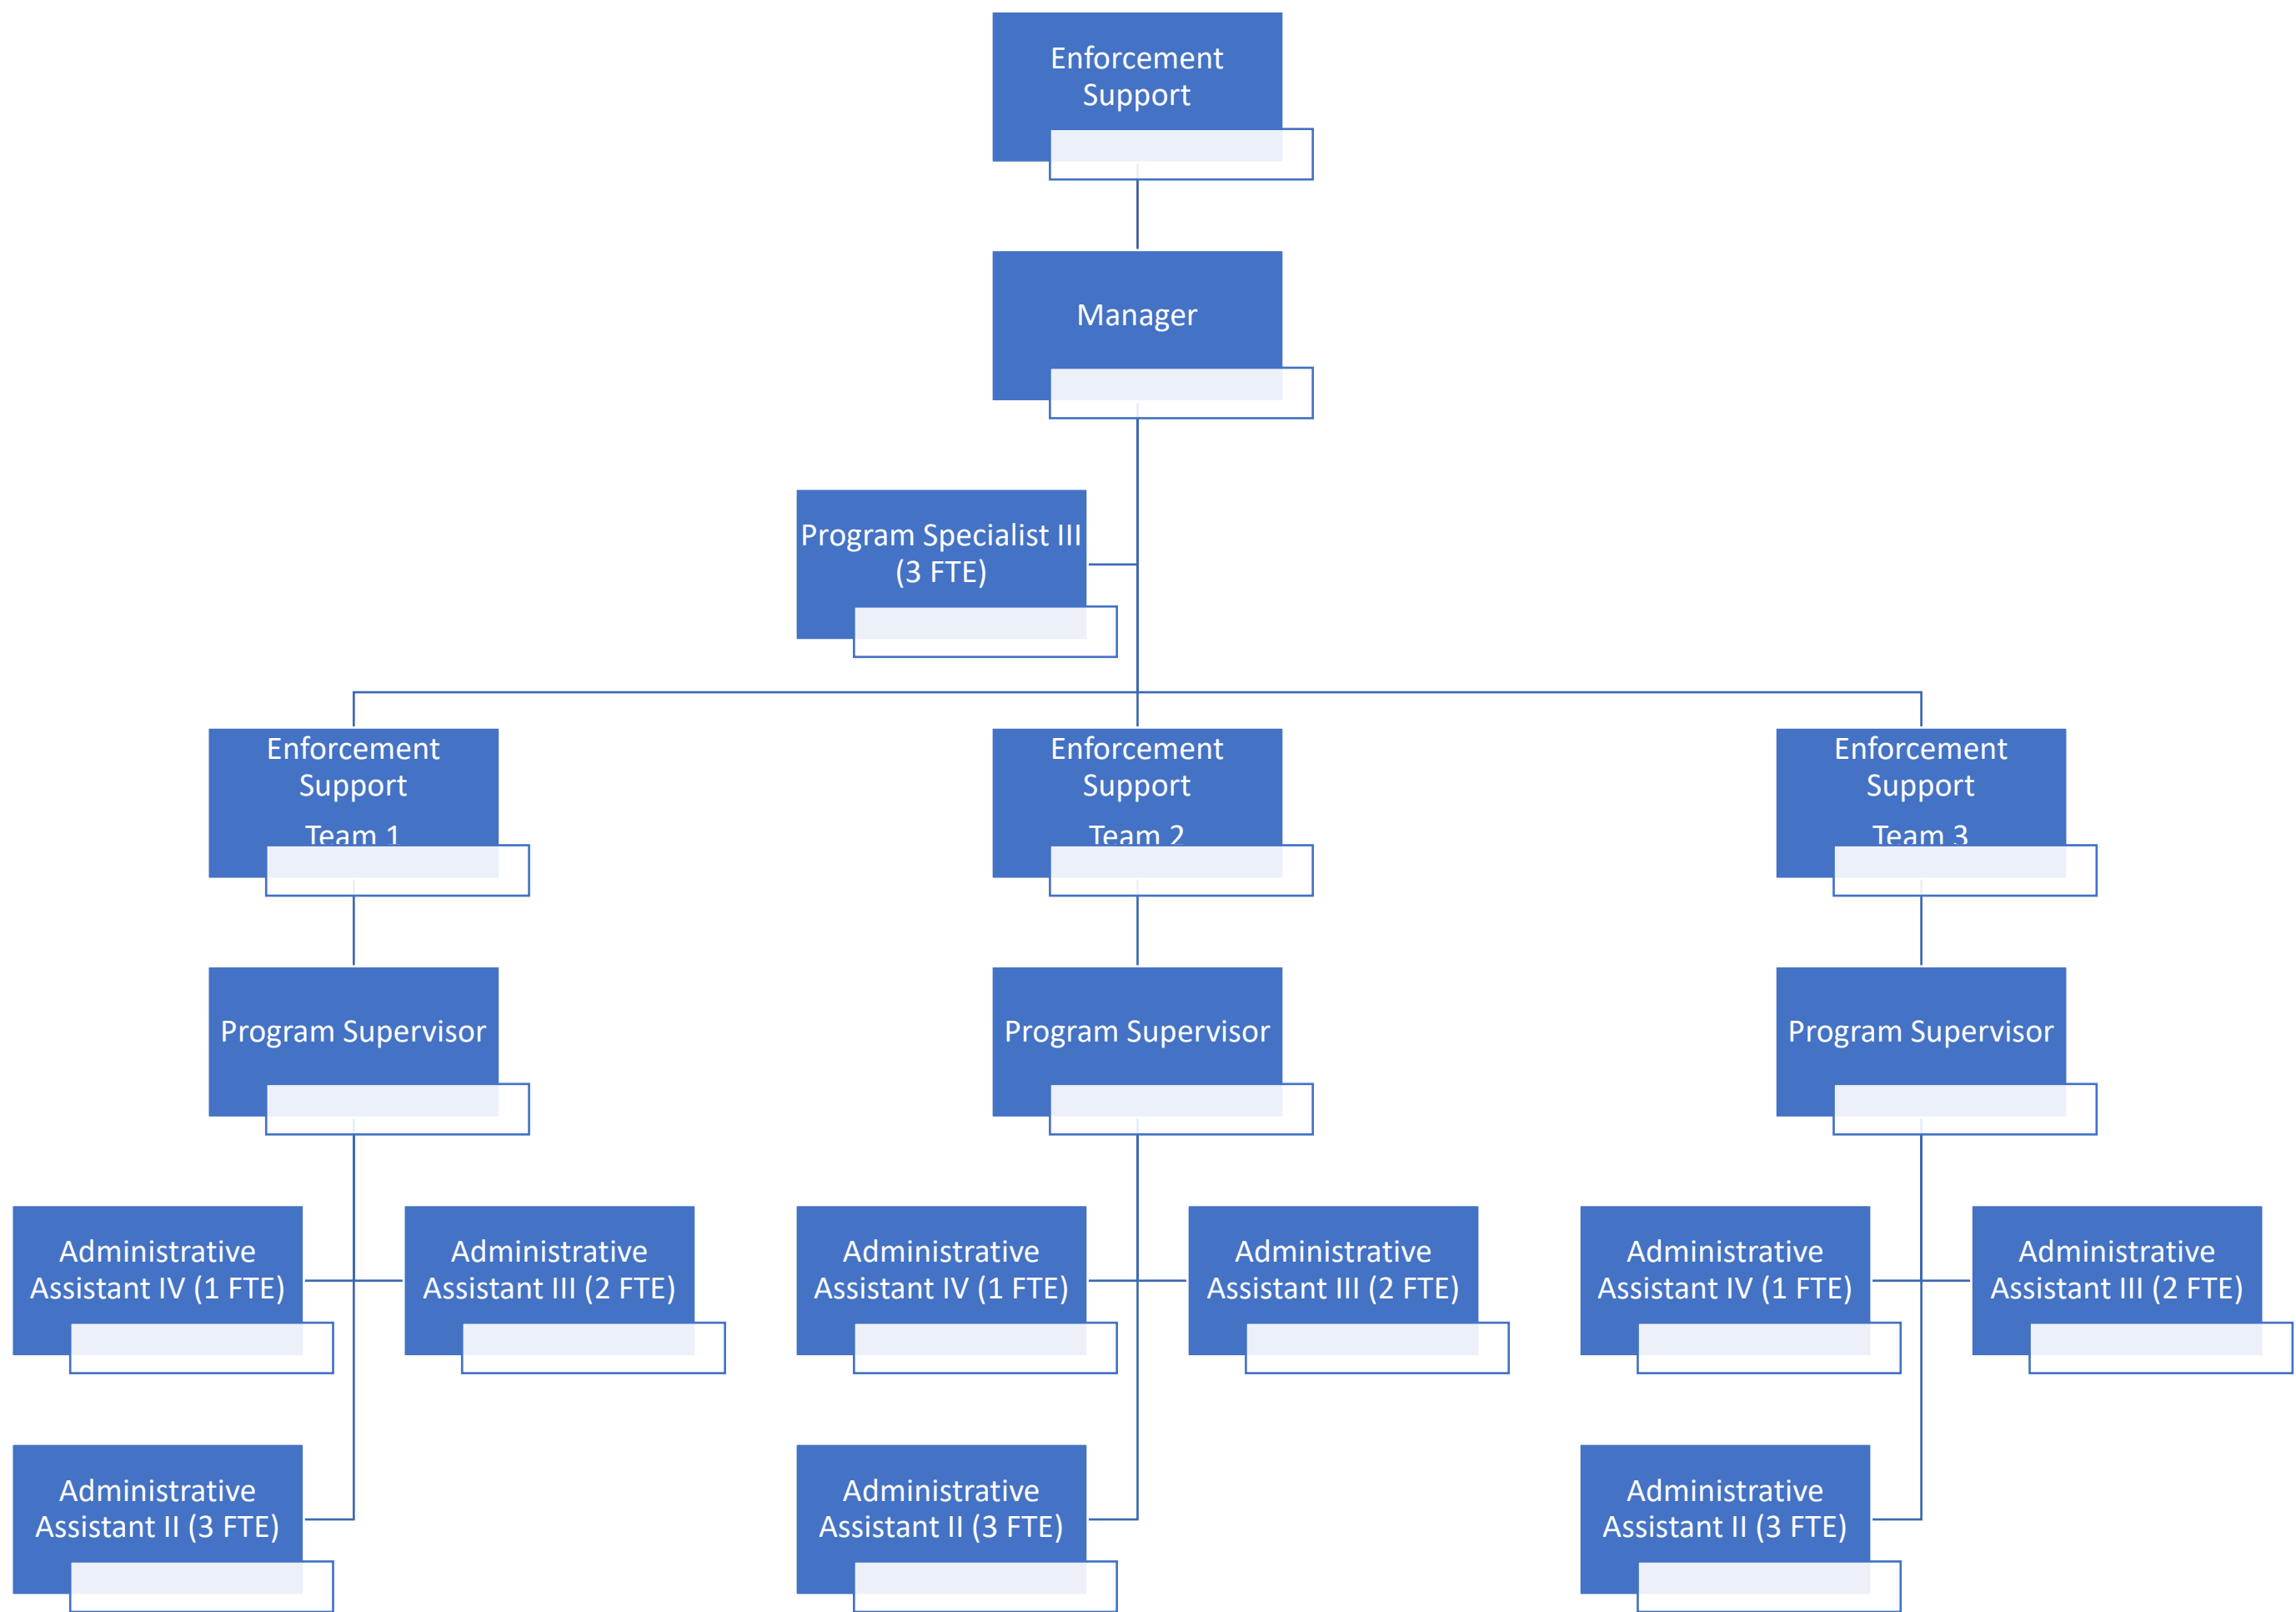 Enforcement
Support
Manager
Program Specialist III
(3 FTE)
Enforcement
Support
Team 1
Enforcement
Support
Team 2
Enforcement
Support
Team 3
Program Supervisor
Program Supervisor
Program Supervisor
Administrative
Assistant IV (1 FTE)
Administrative
Assistant III (2 FTE)
Administrative
Assistant IV (1 FTE)
Administrative
Assistant III (2 FTE)
Administrative
Assistant IV (1 FTE)
Administrative
Assistant III (2 FTE)
Administrative
Assistant II (3 FTE)
Administrative
Assistant II (3 FTE)
Administrative
Assistant II (3 FTE)